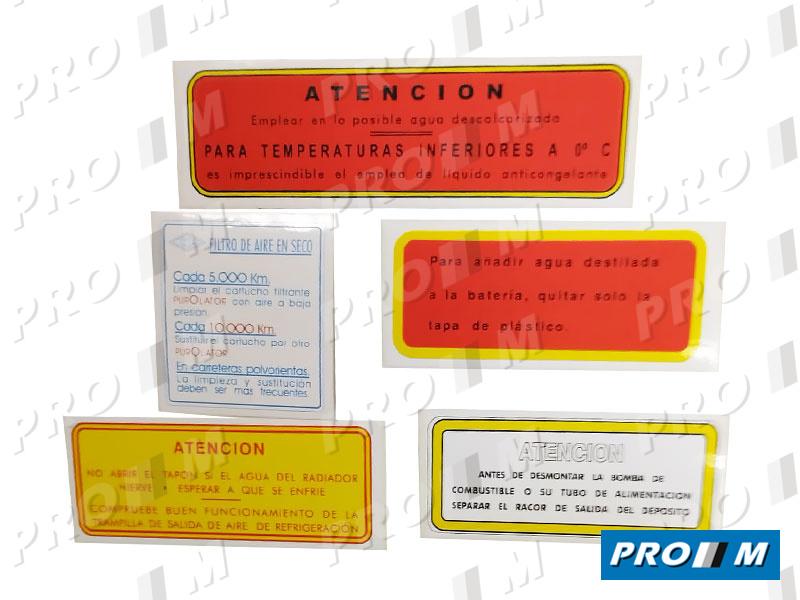 ATENCION
Emplear en lo posible agua descalcarizada
PARA TEMPERATURAS INFERIORES A 0º C
es imprescindible el empleo de líquido anticongelante
FILTRO DE AIRE EN SECO
Cada 5.000 Km.
Limpiar el cartucho filtrante
PUROLATOR con aire a baja
presion.
Cada 10.000 Km.
Sustituir el cartucho por otro
PUROLATOR
En carreteras polvorientas.
La limpieza y sustitución
deben ser mas frecuentes.
Para añadir agua destilada
a la batería, quitar solo la
tapa de plástico.
ATENCION
NO ABRIR EL TAPON SI EL AGUA DEL RADIADOR
HIERVE ESPERAR A QUE SE ENFRIE
COMPRUEBE BUEN FUNCIONAMIENTO DE LA
TRAMPILLA DE SALIDA DE AIRE DE REFRIGERACIÓN
ATENCION
ANTES DE DESMONTAR LA BOMBA DE
COMBUSTIBLE O SU TUBO DE ALIMENTACION
SEPARAR EL RACOR DE SALIDA DEL DEPOSITO
PRO M